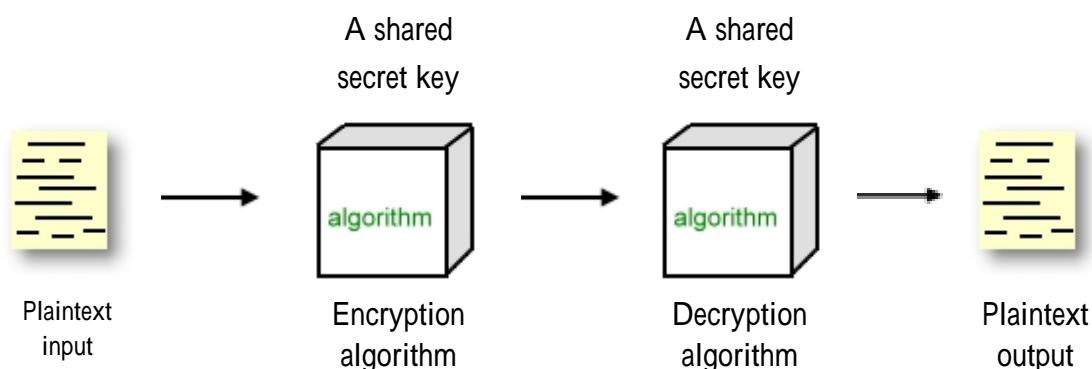 A shared
secret key
A shared
secret key
algorithm
algorithm
Plaintext
input
Encryption
algorithm
Decryption
algorithm
Plaintext
output